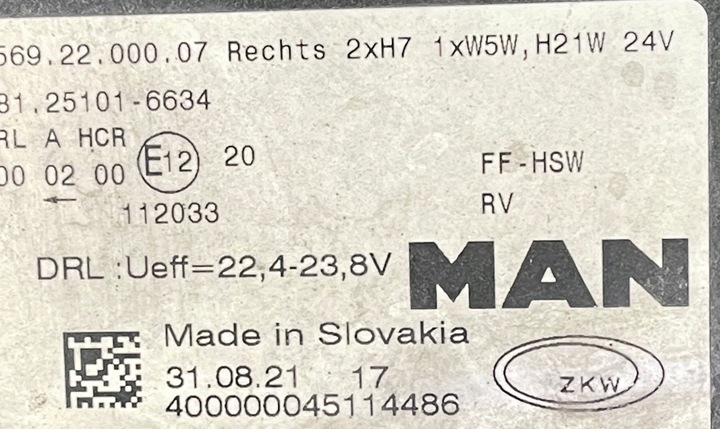 569.22.000.07 Rechts 2xH7 1xW5W,H21W 24V
81.25101-6634
RL A HCR
00 02 00 E12 20 FF-HSW
←
112033 RV
DRL :Ueff=22,4-23,8V
MAN
Made in Slovakia
31.08.21 17
400000045114486
ZKW